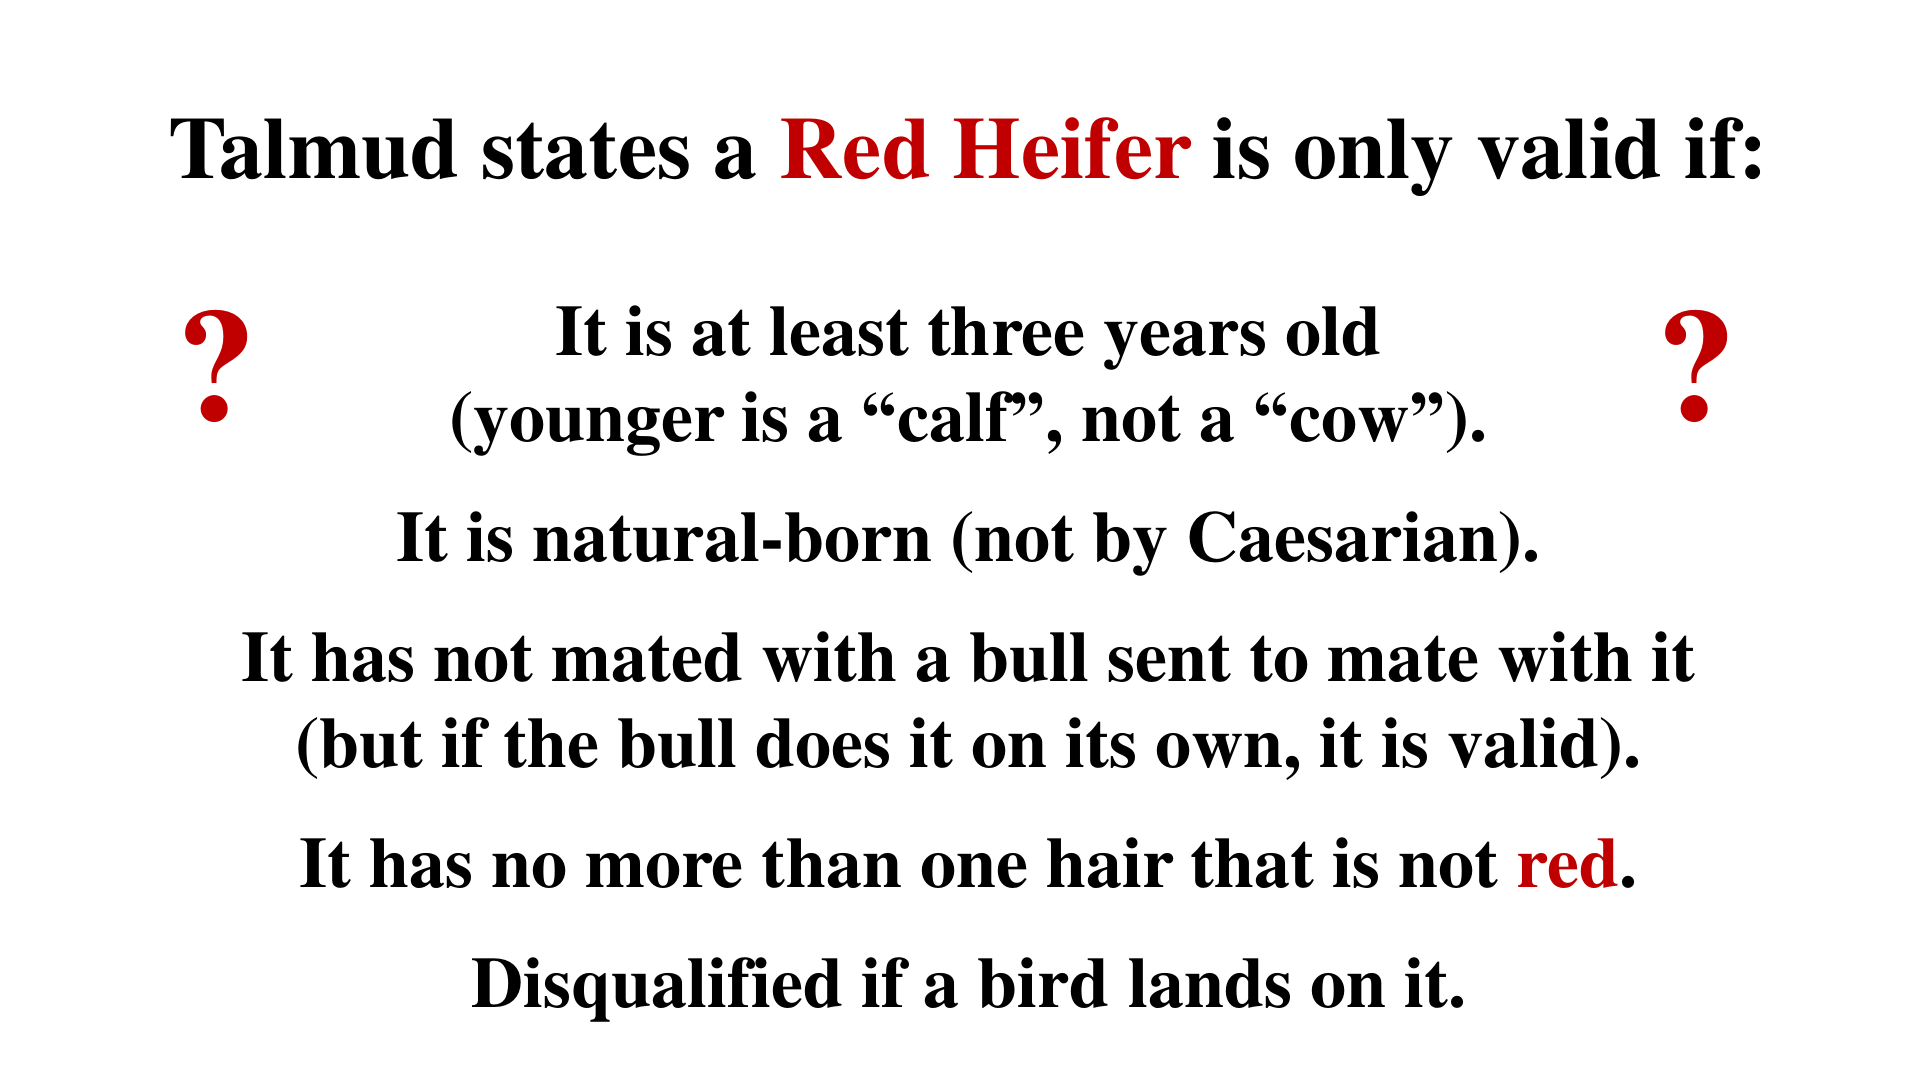 Talmud states a Red Heifer is only valid if:
? It is at least three years old ?
(younger is a “calf”, not a “cow”).
It is natural-born (not by Caesarian).
It has not mated with a bull sent to mate with it
(but if the bull does it on its own, it is valid).
It has no more than one hair that is not red.
Disqualified if a bird lands on it.